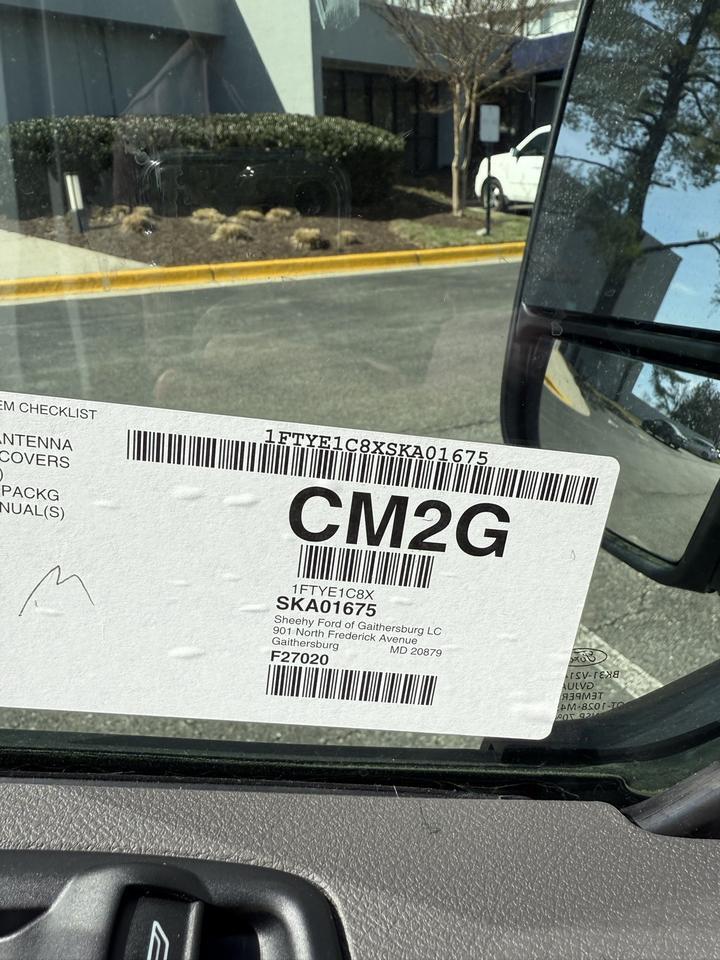 EM CHECKLIST
ANTENNA
COVERS
)
PACKG
NUAL(S)
1FTYE1C8XSKA01675
CM2G
1FTYE1C8X
SKA01675
Sheehy Ford of Gaithersburg LC
901 North Frederick Avenue
Gaithersburg MD 20879
F27020
Ford